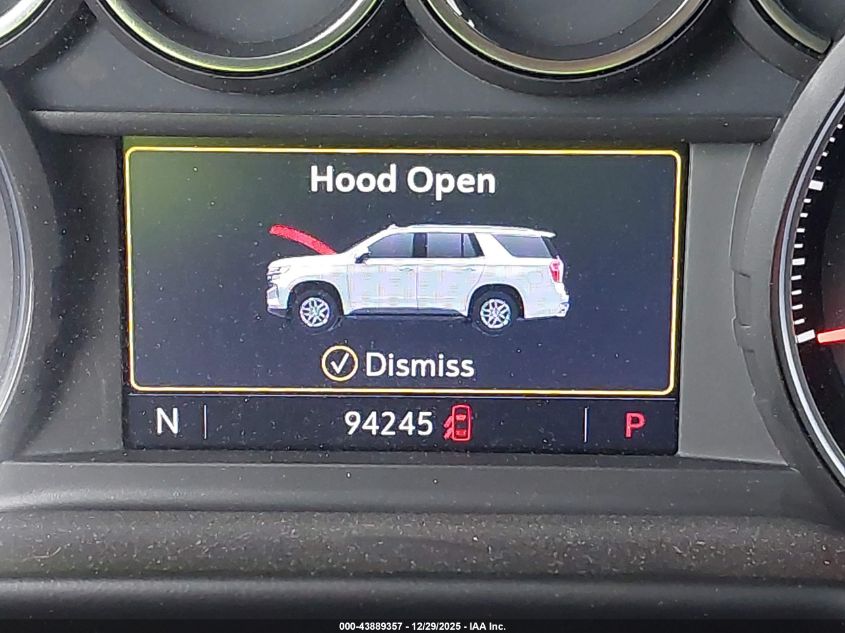 Hood Open
Dismiss
N 94245 P
000-43889357 • 12/29/2025 - IAA Inc.